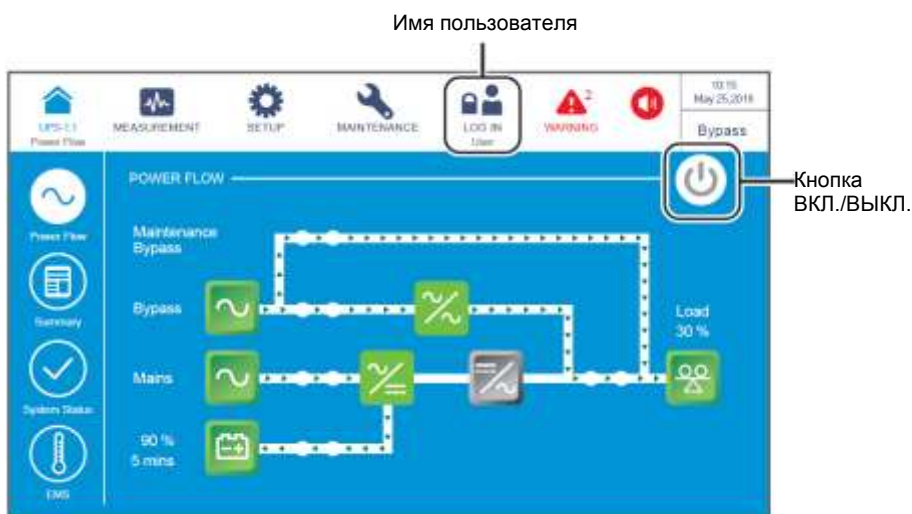 Имя пользователя
UPS-1.1
Power Flow
MEASUREMENT
SETUP
MAINTENANCE
LOG IN
User
2
WARNING
10:15
May 25,2018
Bypass
POWER FLOW
Кнопка
ВКЛ./ВЫКЛ.
Power Flow
Maintenance
Bypass
Summary
Bypass
Load
30 %
Mains
System Status
90 %
5 mins
EMS